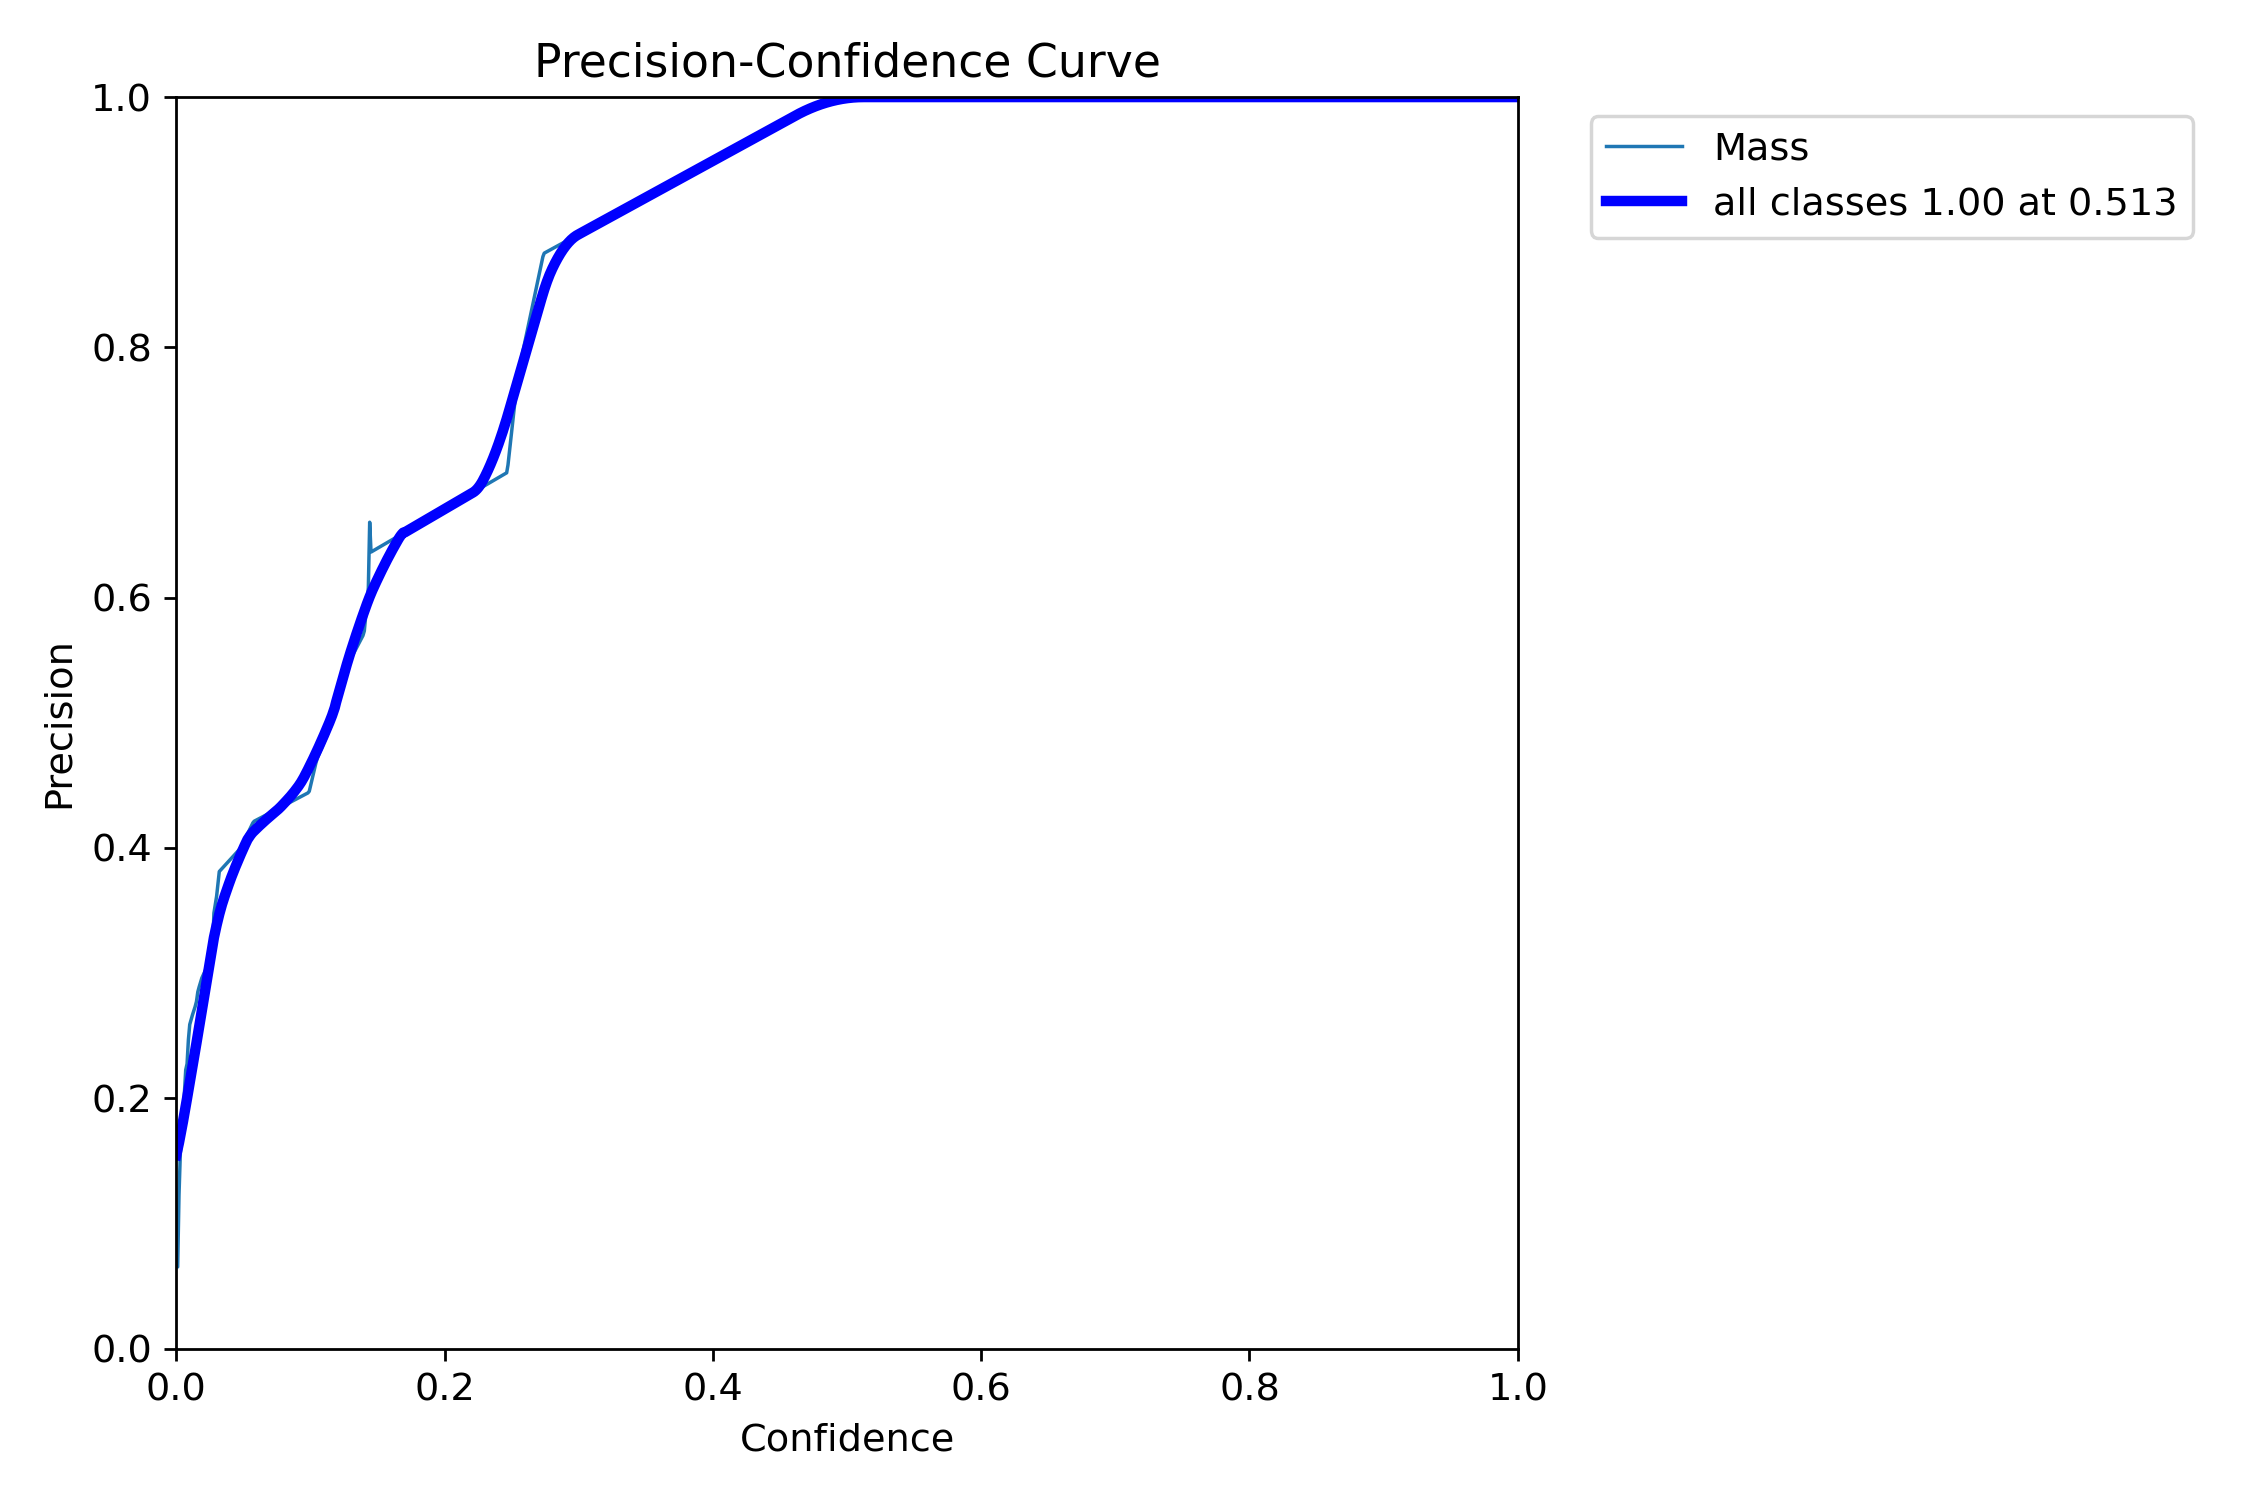 Precision-Confidence Curve
1.0
0.8
0.6
0.4
0.2
0.0
Precision
0.0 0.2 0.4 0.6 0.8 1.0
Confidence
Mass
all classes 1.00 at 0.513